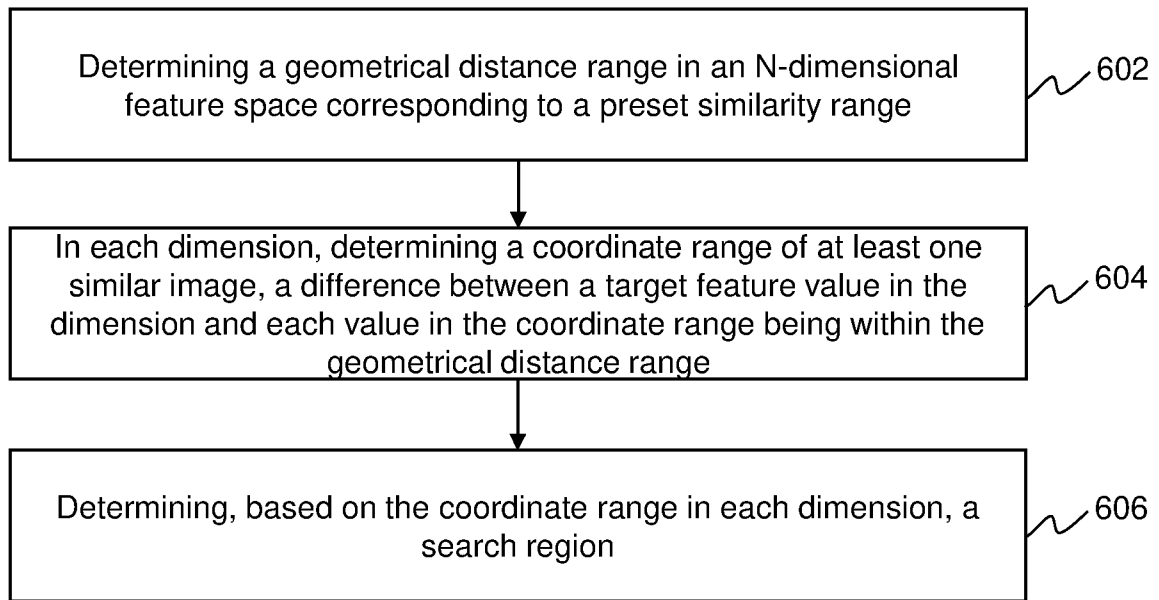 Determining a geometrical distance range in an N-dimensional
feature space corresponding to a preset similarity range
602
In each dimension, determining a coordinate range of at least one
similar image, a difference between a target feature value in the
dimension and each value in the coordinate range being within the
geometrical distance range
604
Determining, based on the coordinate range in each dimension, a
search region
606